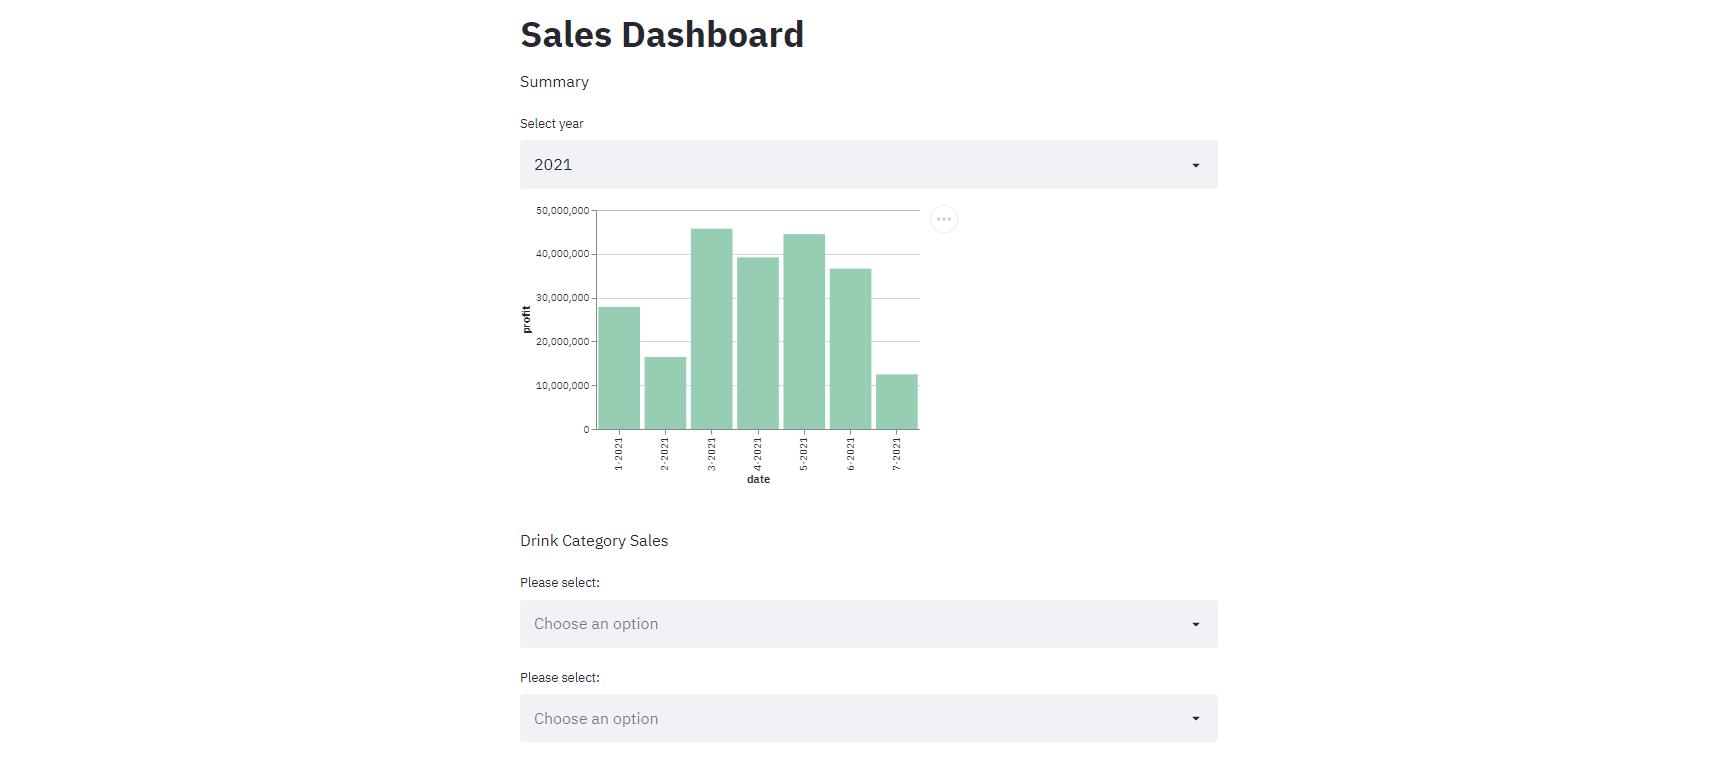 Sales Dashboard
Summary
Select year
2021
50,000,000
40,000,000
30,000,000
20,000,000
10,000,000
0
profit
1-2021
2-2021
3-2021
4-2021
5-2021
6-2021
7-2021
date
Drink Category Sales
Please select:
Choose an option
Please select:
Choose an option